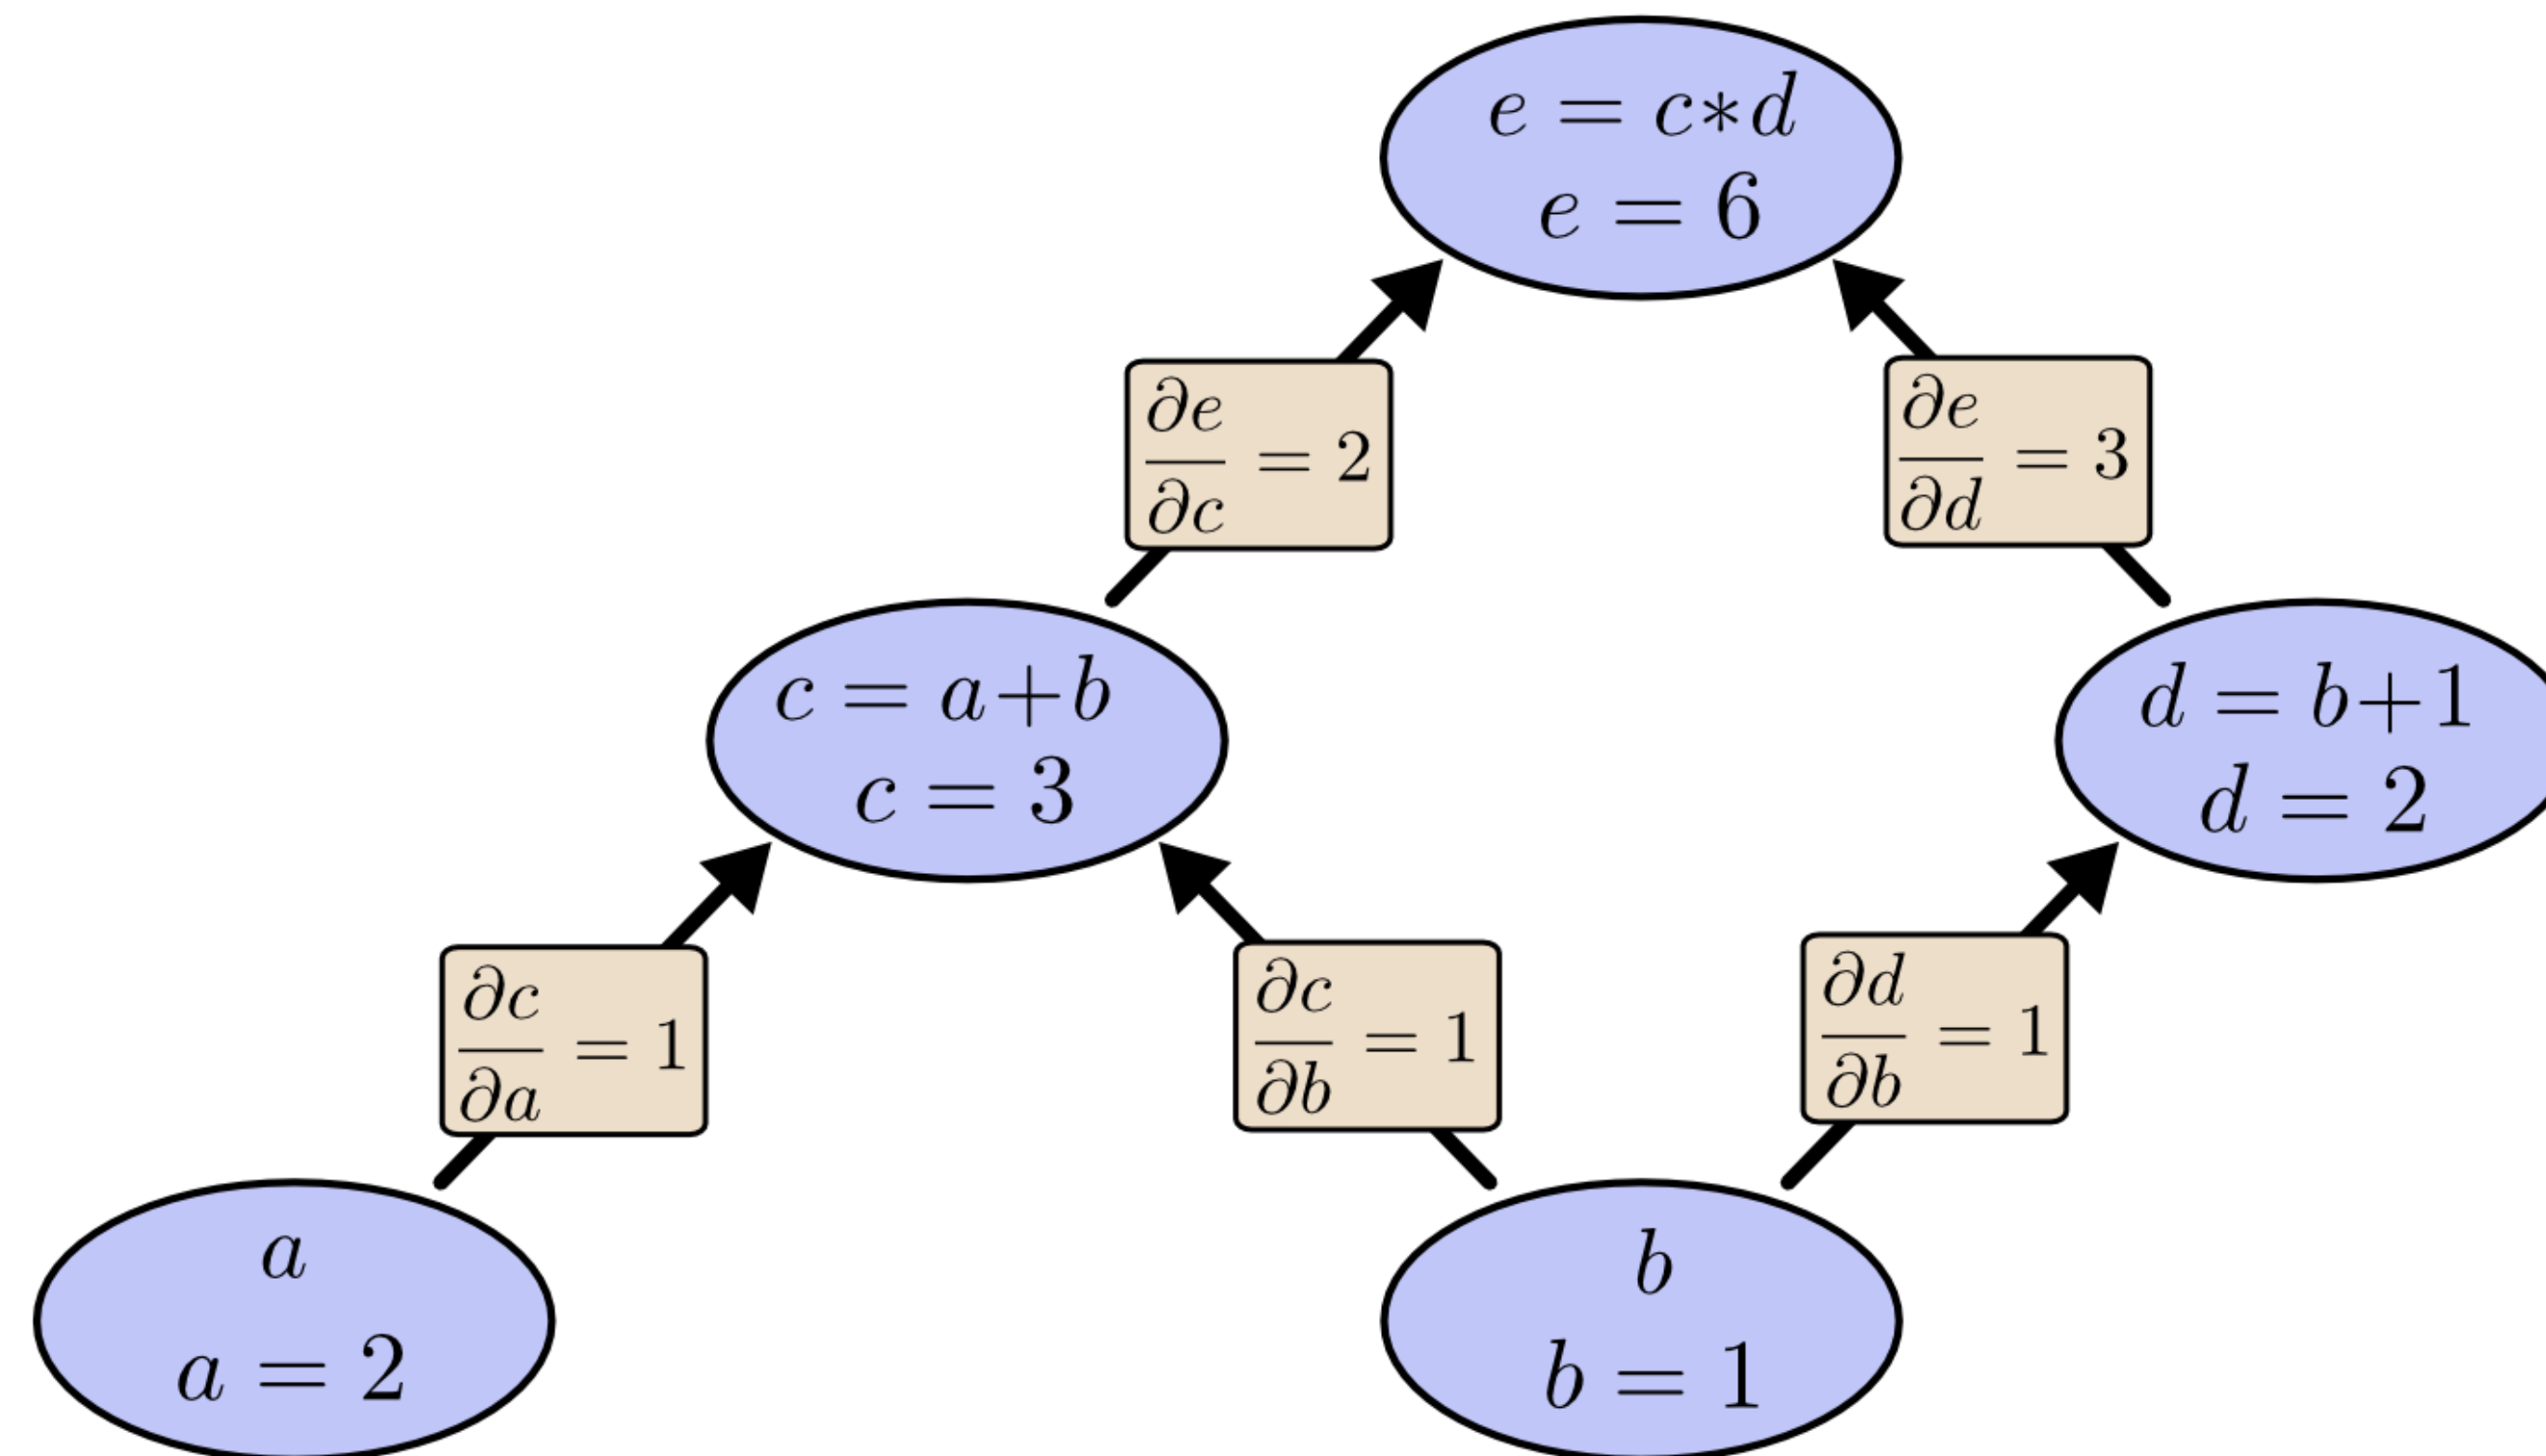 e = c*d
e = 6
∂e/∂c = 2
∂e/∂d = 3
c = a+b
c = 3
d = b+1
d = 2
∂c/∂a = 1
∂c/∂b = 1
∂d/∂b = 1
a
a = 2
b
b = 1